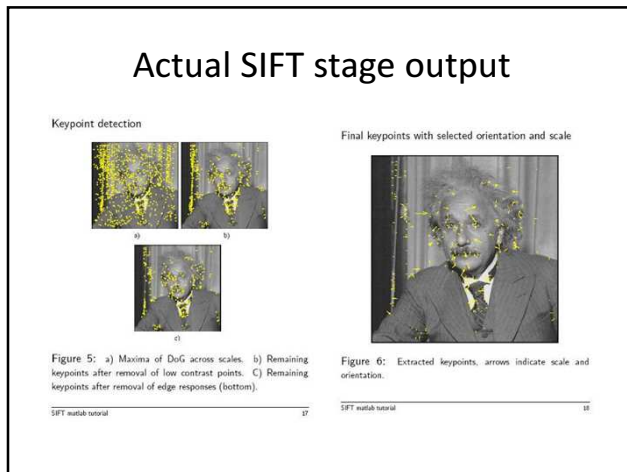 Actual SIFT stage output
Keypoint detection
a)
b)
c)
Figure 5: a) Maxima of DoG across scales. b) Remaining
keypoints after removal of low contrast points. C) Remaining
keypoints after removal of edge responses (bottom).
SIFT matlab tutorial 17
Final keypoints with selected orientation and scale
Figure 6: Extracted keypoints, arrows indicate scale and
orientation.
SIFT matlab tutorial 18